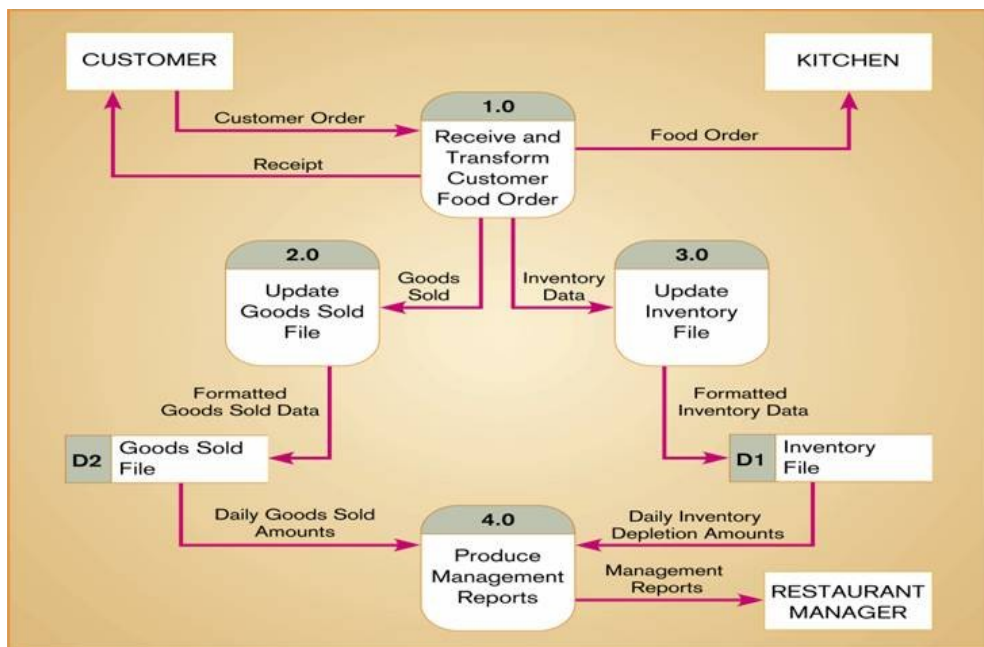 CUSTOMER
KITCHEN
1.0
Receive and
Transform
Customer
Food Order
Customer Order
Receipt
Food Order
2.0
Update
Goods Sold
File
Goods
Sold
Inventory
Data
3.0
Update
Inventory
File
Formatted
Goods Sold Data
Formatted
Inventory Data
D2
Goods Sold
File
D1
Inventory
File
Daily Goods Sold
Amounts
4.0
Produce
Management
Reports
Daily Inventory
Depletion Amounts
Management
Reports
RESTAURANT
MANAGER